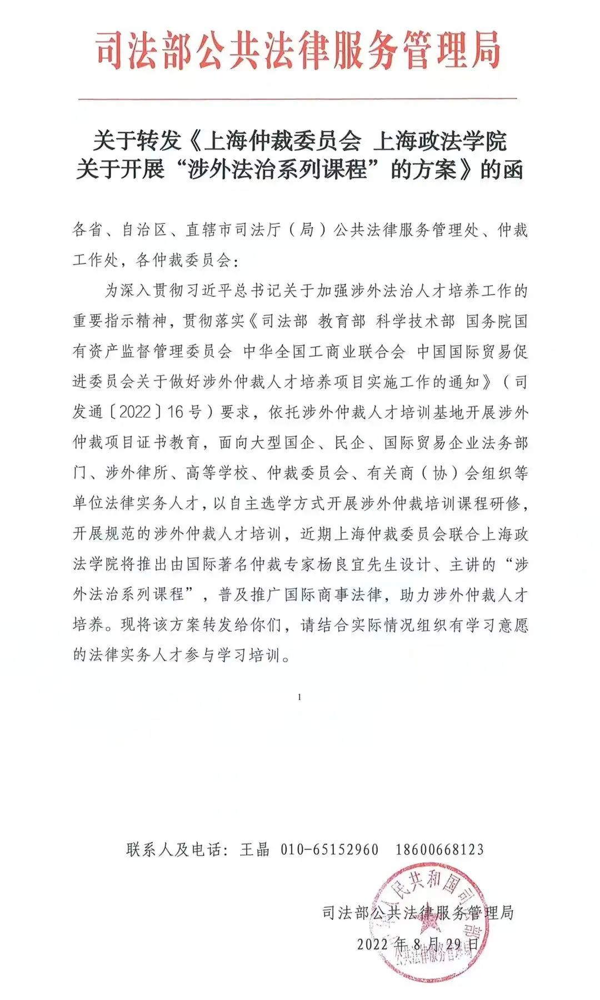 司法部公共法律服务管理局
关于转发《上海仲裁委员会 上海政法学院
关于开展“涉外法治系列课程”的方案》的函
各省、自治区、直辖市司法厅（局）公共法律服务管理处、仲裁
工作处，各仲裁委员会：
为深入贯彻习近平总书记关于加强涉外法治人才培养工作的
重要指示精神，贯彻落实《司法部 教育部 科学技术部 国务院国
有资产监督管理委员会 中华全国工商业联合会 中国国际贸易促
进委员会关于做好涉外仲裁人才培养项目实施工作的通知》（司
发通〔2022〕16号）要求，依托涉外仲裁人才培训基地开展涉外
仲裁项目证书教育，面向大型国企、民企、国际贸易企业法务部
门、涉外律所、高等学校、仲裁委员会、有关商（协）会组织等
单位法律实务人才，以自主选学方式开展涉外仲裁培训课程研修，
开展规范的涉外仲裁人才培训，近期上海仲裁委员会联合上海政
法学院将推出由国际著名仲裁专家杨良宜先生设计、主讲的“涉
外法治系列课程”，普及推广国际商事法律，助力涉外仲裁人才
培养。现将该方案转发给你们，请结合实际情况组织有学习意愿
的法律实务人才参与学习培训。
1
联系人及电话：王晶 010-65152960 18600668123
司法部公共法律服务管理局
2022 年 8 月 29 日
人民共和国司法部
公共法律服务管理局